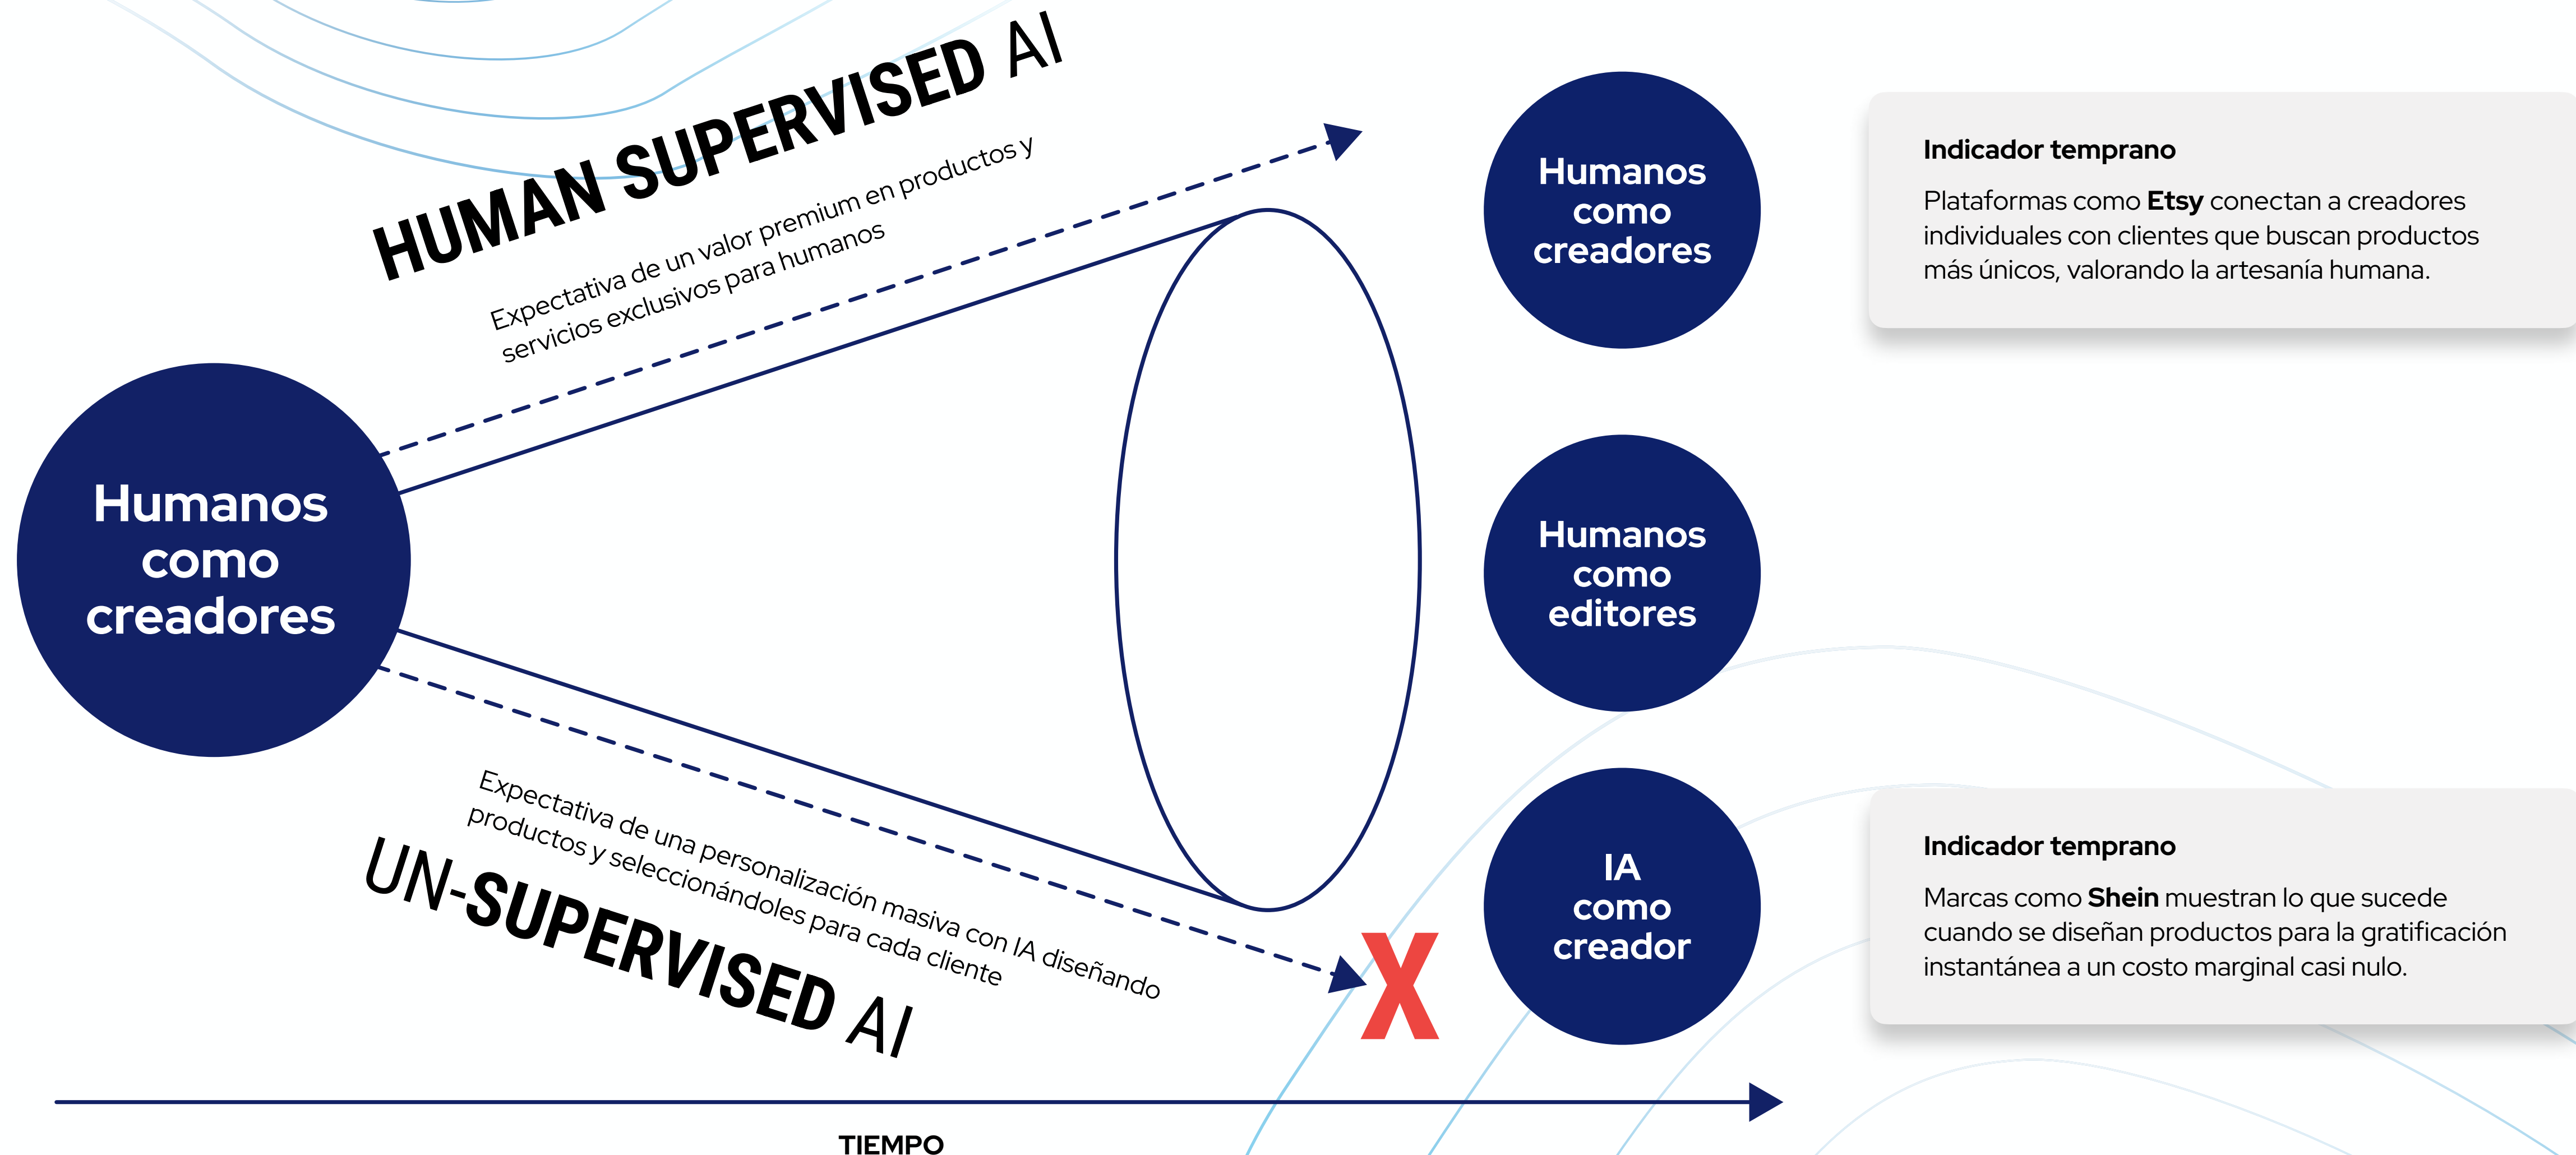 HUMAN SUPERVISED AI
Expectativa de un valor premium en productos y
servicios exclusivos para humanos
Humanos
como
creadores
Expectativa de una personalización masiva con IA diseñando
productos y seleccionándoles para cada cliente
UN-SUPERVISED AI
X
TIEMPO
Humanos
como
creadores
Indicador temprano
Plataformas como Etsy conectan a creadores
individuales con clientes que buscan productos
más únicos, valorando la artesanía humana.
Humanos
como
editores
IA
como
creador
Indicador temprano
Marcas como Shein muestran lo que sucede
cuando se diseñan productos para la gratificación
instantánea a un costo marginal casi nulo.